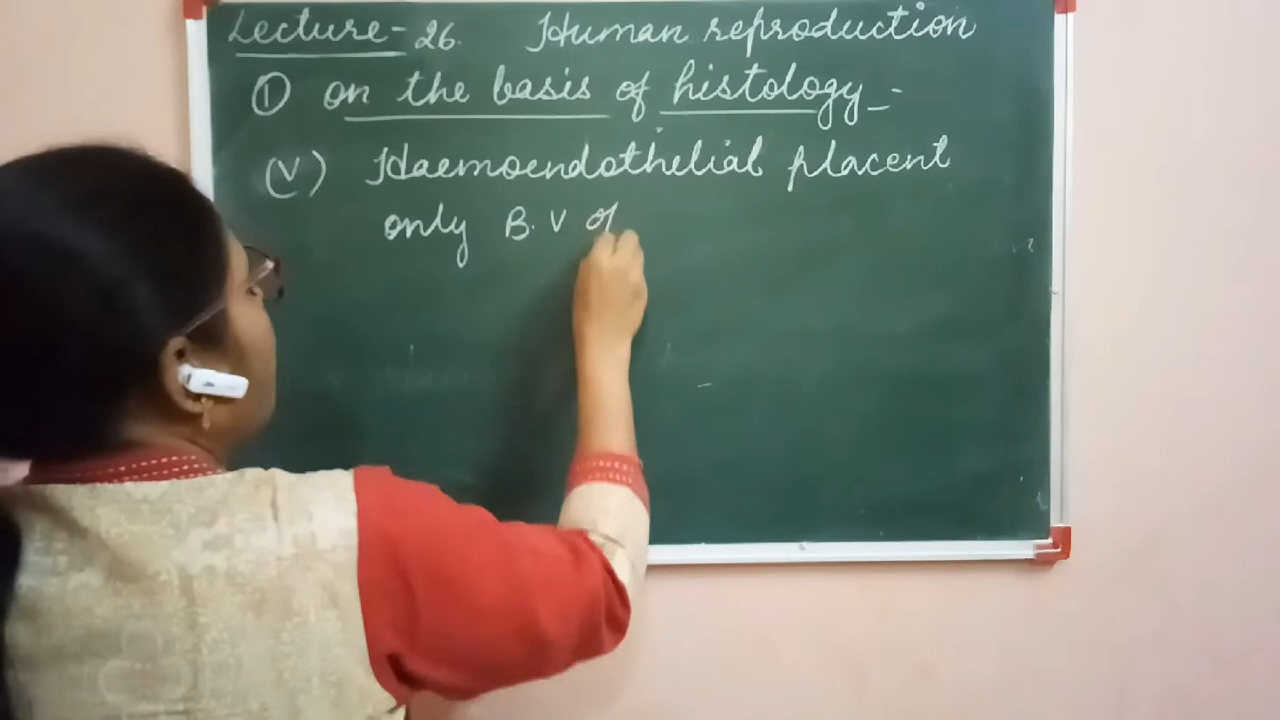 Lecture-26. Human reproduction
① on the basis of histology -
(V) Haemoendothelial placent
only B.V of